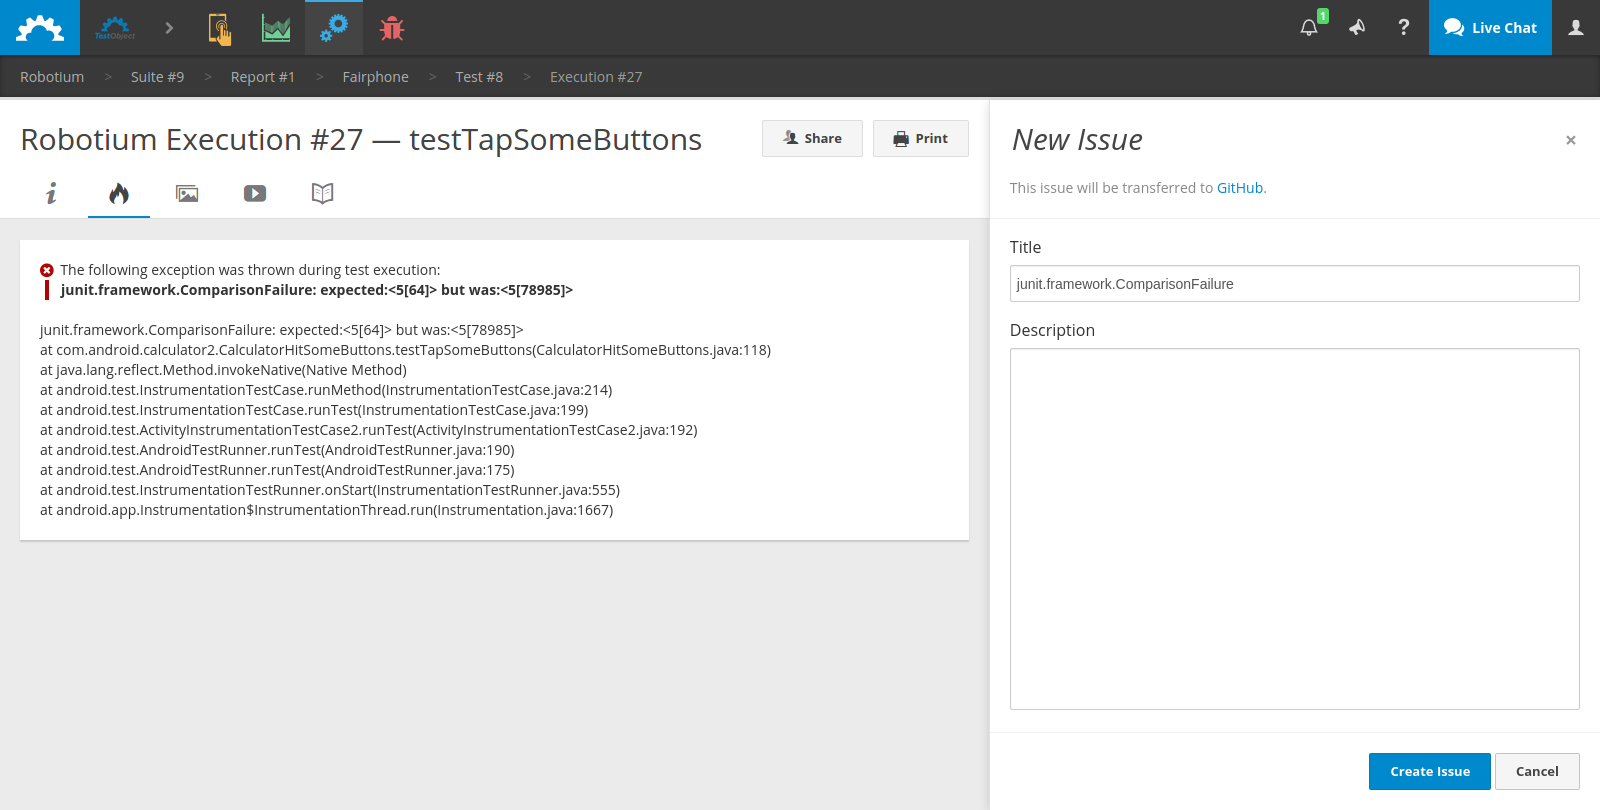 TestObject
1
?
Live Chat
Robotium > Suite #9 > Report #1 > Fairphone > Test #8 > Execution #27
Robotium Execution #27 — testTapSomeButtons
Share
Print
The following exception was thrown during test execution:
junit.framework.ComparisonFailure: expected:<5[64]> but was:<5[78985]>
junit.framework.ComparisonFailure: expected:<5[64]> but was:<5[78985]>
at com.android.calculator2.CalculatorHitSomeButtons.testTapSomeButtons(CalculatorHitSomeButtons.java:118)
at java.lang.reflect.Method.invokeNative(Native Method)
at android.test.InstrumentationTestCase.runMethod(InstrumentationTestCase.java:214)
at android.test.InstrumentationTestCase.runTest(InstrumentationTestCase.java:199)
at android.test.ActivityInstrumentationTestCase2.runTest(ActivityInstrumentationTestCase2.java:192)
at android.test.AndroidTestRunner.runTest(AndroidTestRunner.java:190)
at android.test.AndroidTestRunner.runTest(AndroidTestRunner.java:175)
at android.test.InstrumentationTestRunner.onStart(InstrumentationTestRunner.java:555)
at android.app.Instrumentation$InstrumentationThread.run(Instrumentation.java:1667)
New Issue
×
This issue will be transferred to GitHub.
Title
junit.framework.ComparisonFailure
Description
Create Issue
Cancel